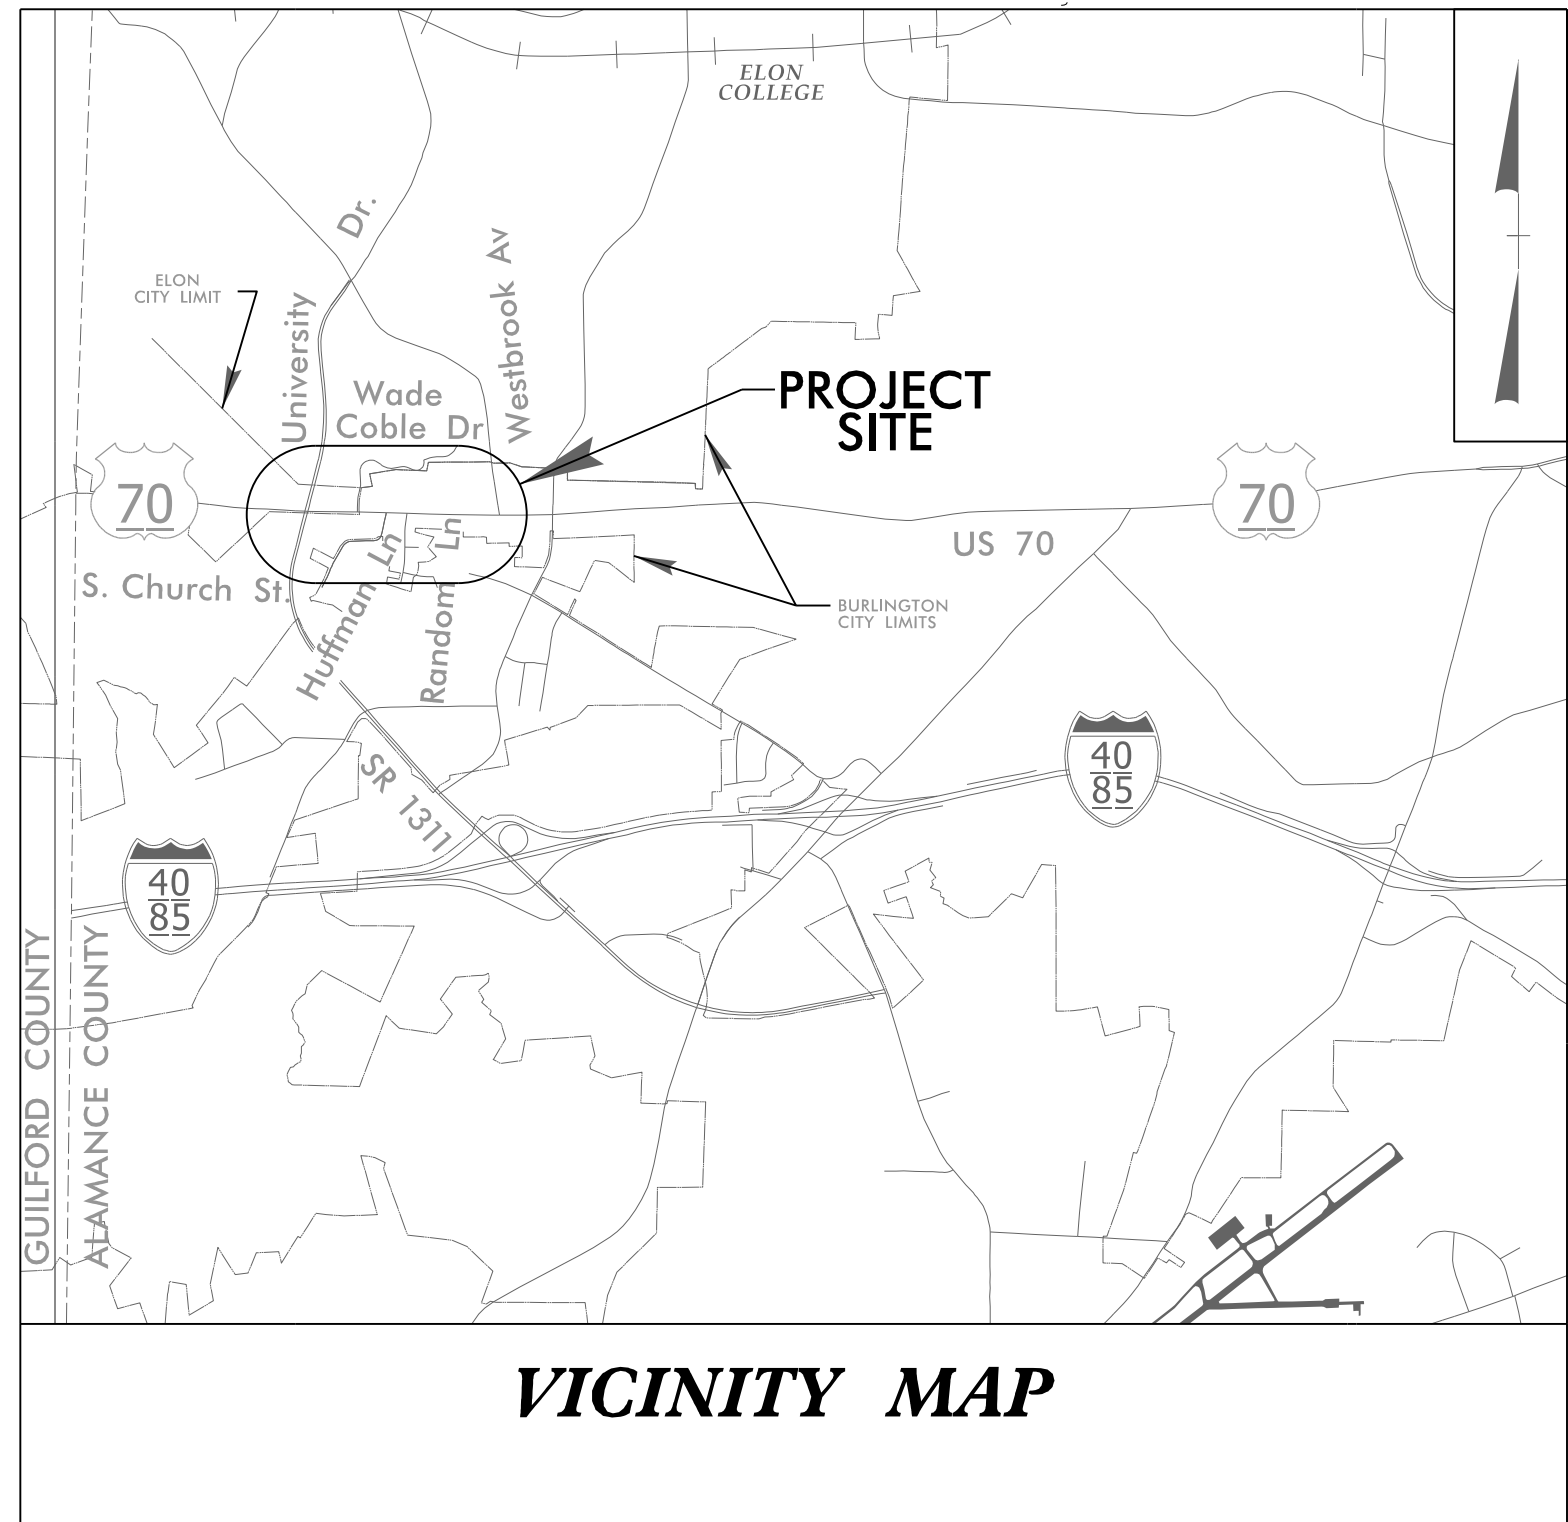 ELON
COLLEGE
Dr.
Westbrook Av
ELON
CITY LIMIT
University
Wade
Coble Dr
PROJECT
SITE
70
70
US 70
S. Church St.
Huffman Ln
Random Ln
BURLINGTON
CITY LIMITS
40
85
SR 1311
40
85
GUILFORD COUNTY
ALAMANCE COUNTY
VICINITY MAP